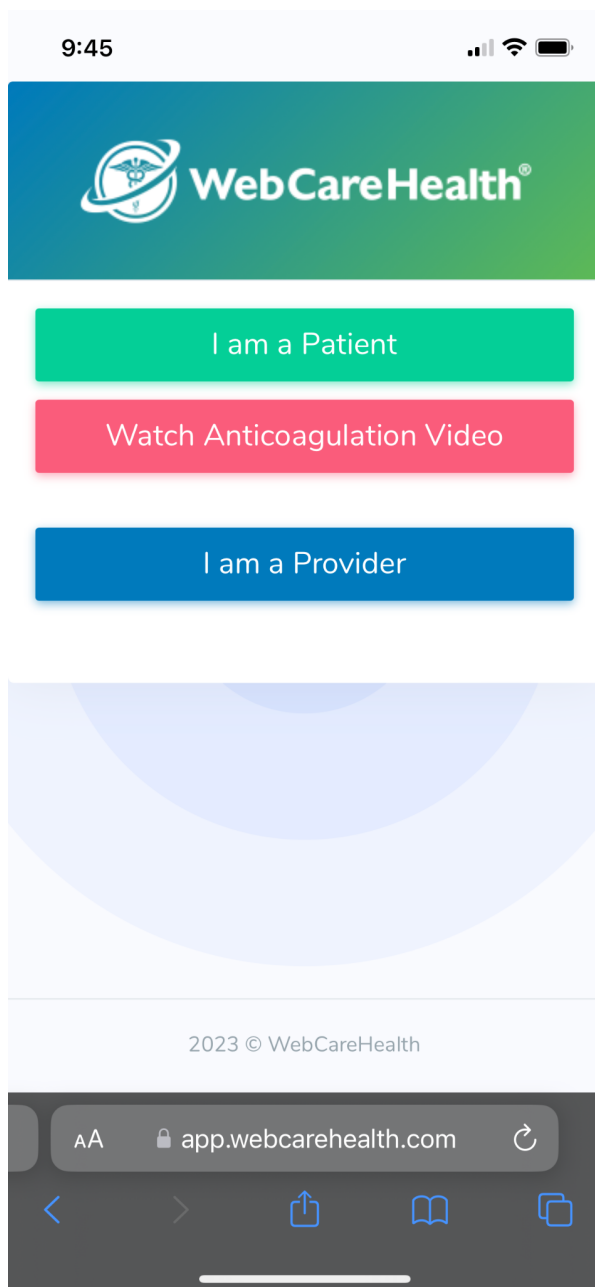 9:45
WebCareHealth®
I am a Patient
Watch Anticoagulation Video
I am a Provider
2023 © WebCareHealth
AA app.webcarehealth.com